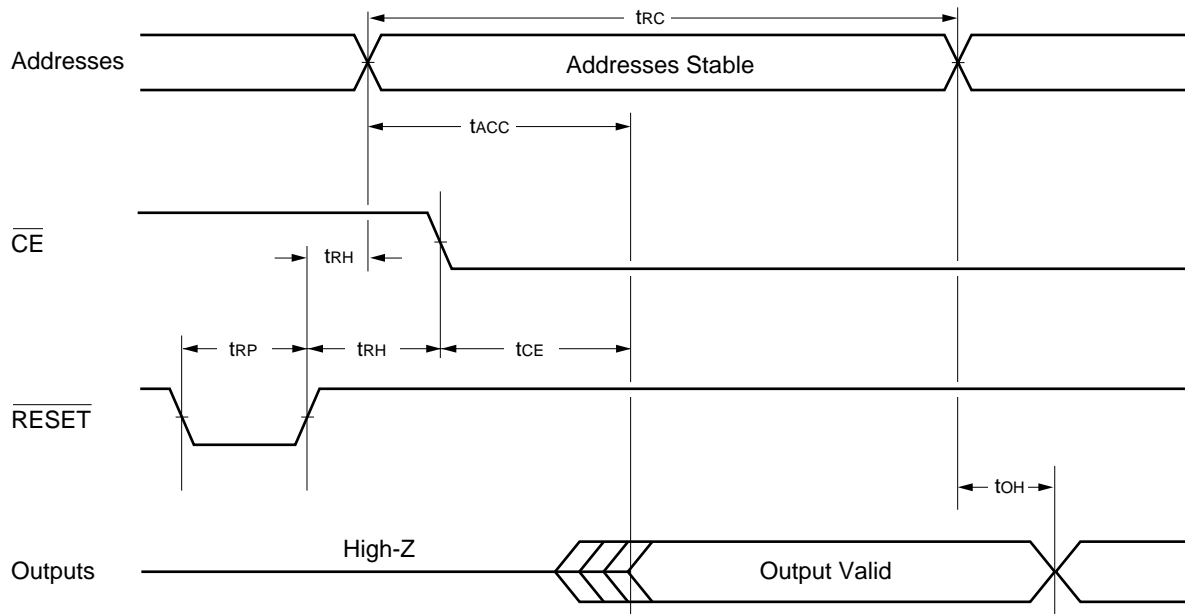 tRC
Addresses
Addresses Stable
tACC
CE
tRH
tRP
tRH
tCE
RESET
tOH
High-Z
Outputs
Output Valid